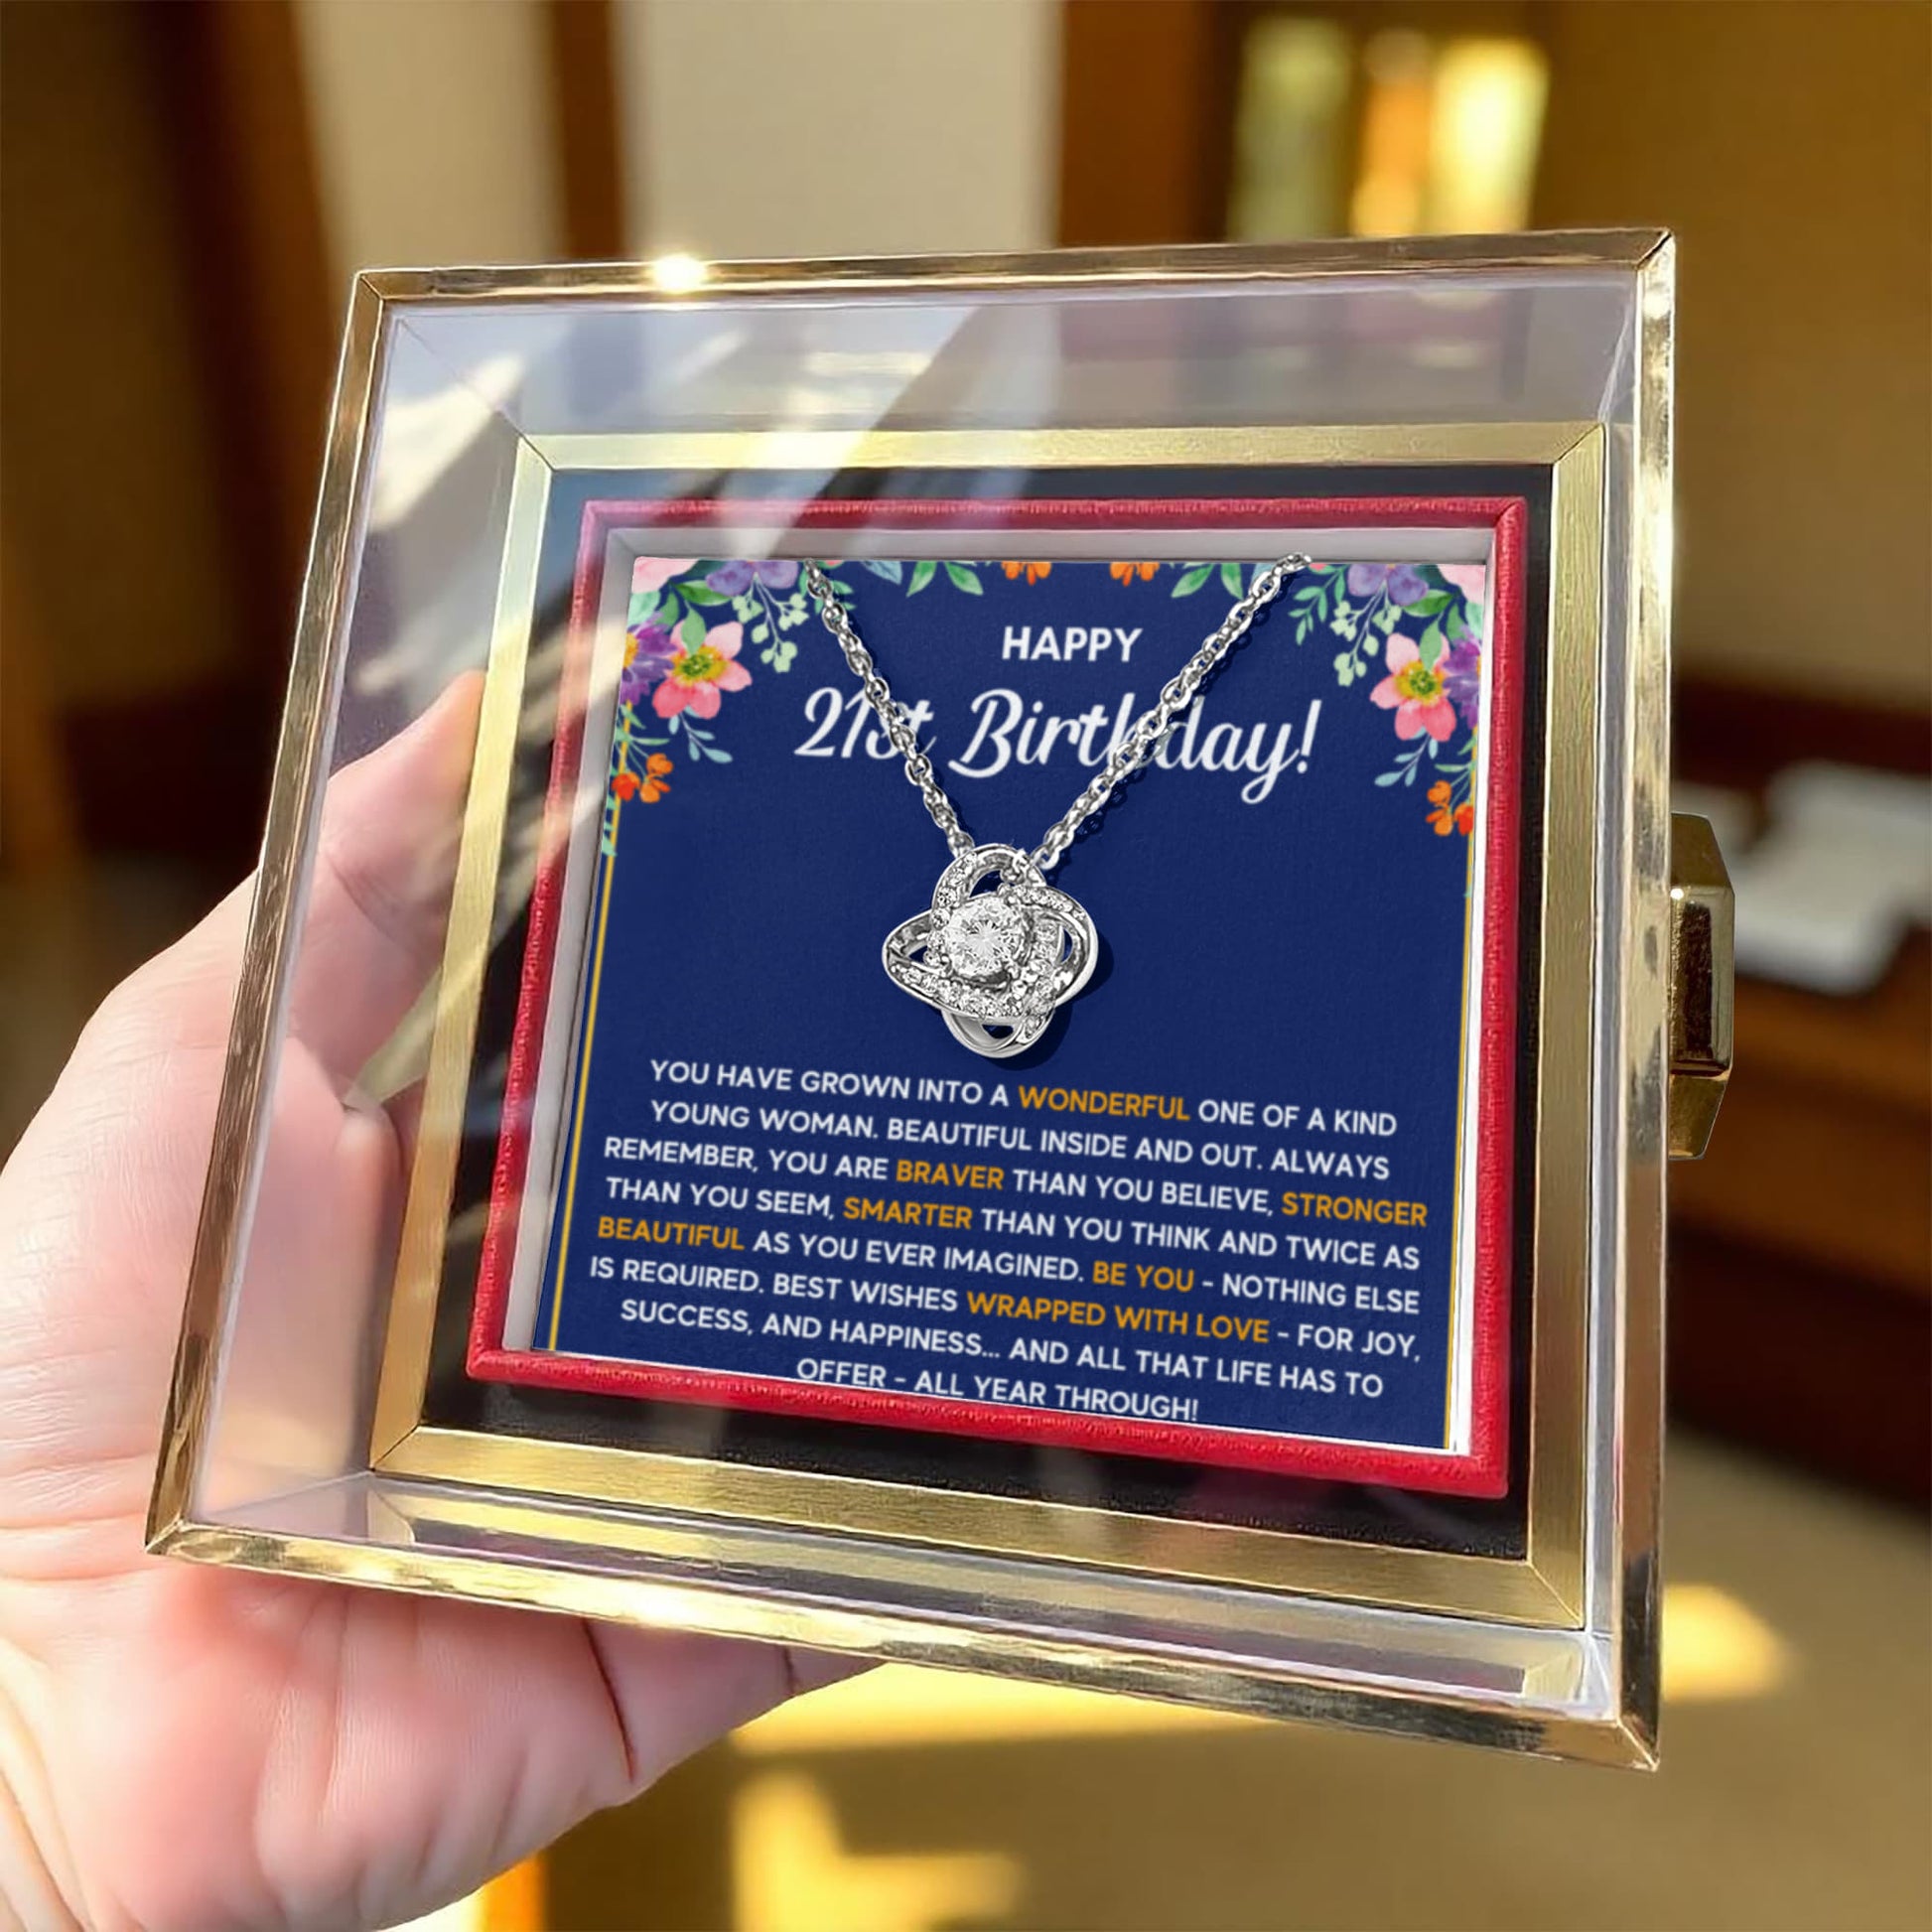 HAPPY
21st Birthday!
YOU HAVE GROWN INTO A WONDERFUL ONE OF A KIND
YOUNG WOMAN. BEAUTIFUL INSIDE AND OUT. ALWAYS
REMEMBER, YOU ARE BRAVER THAN YOU BELIEVE, STRONGER
THAN YOU SEEM, SMARTER THAN YOU THINK AND TWICE AS
BEAUTIFUL AS YOU EVER IMAGINED. BE YOU - NOTHING ELSE
IS REQUIRED. BEST WISHES WRAPPED WITH LOVE - FOR JOY,
SUCCESS, AND HAPPINESS... AND ALL THAT LIFE HAS TO
OFFER - ALL YEAR THROUGH!